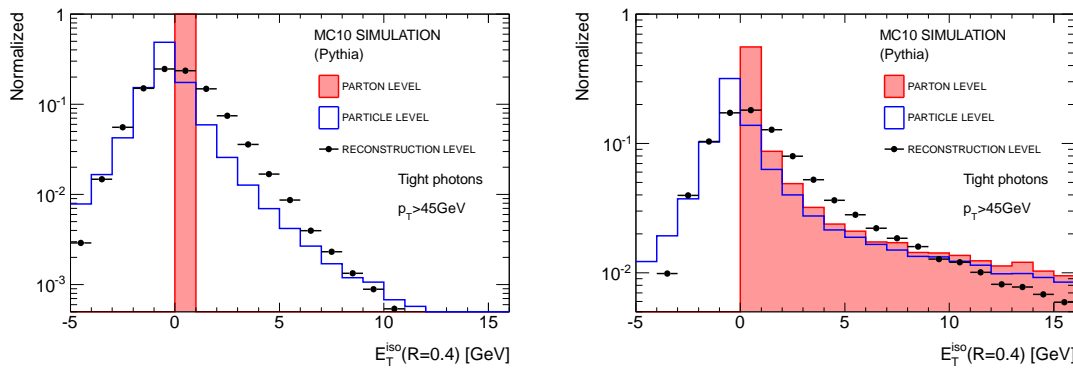 Normalized
1
10^-1
10^-2
10^-3
MC10 SIMULATION
(Pythia)
PARTON LEVEL
PARTICLE LEVEL
RECONSTRUCTION LEVEL
Tight photons
p_T>45GeV
-5 0 5 10 15
E_T^iso(R=0.4) [GeV]
Normalized
1
10^-1
10^-2
MC10 SIMULATION
(Pythia)
PARTON LEVEL
PARTICLE LEVEL
RECONSTRUCTION LEVEL
Tight photons
p_T>45GeV
-5 0 5 10 15
E_T^iso(R=0.4) [GeV]